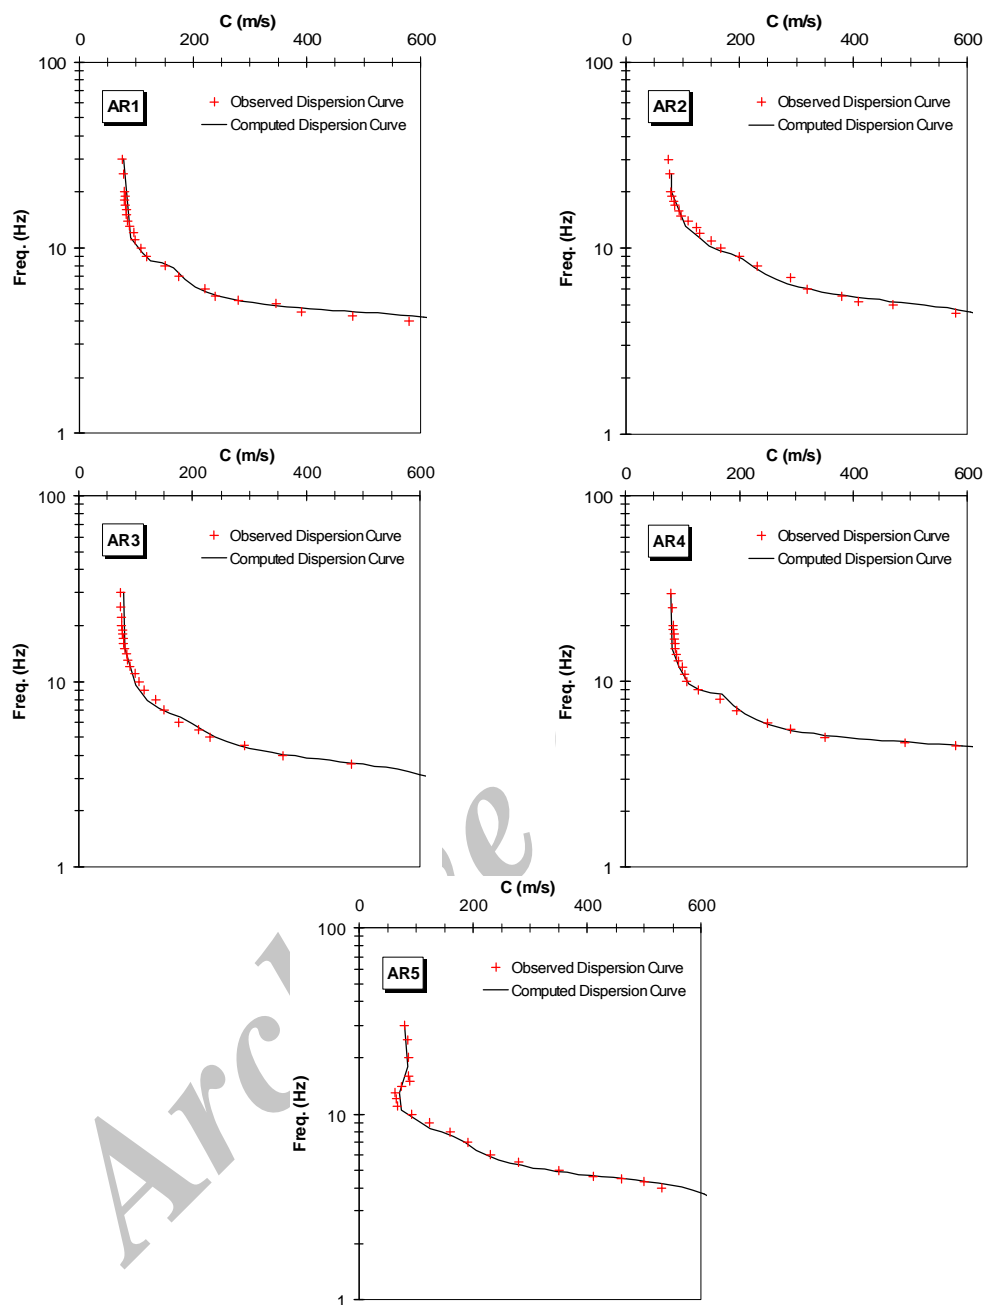 C (m/s)
0 200 400 600
100
10
1
Freq. (Hz)
AR1
Observed Dispersion Curve
Computed Dispersion Curve
C (m/s)
0 200 400 600
100
10
1
Freq. (Hz)
AR2
Observed Dispersion Curve
Computed Dispersion Curve
C (m/s)
0 200 400 600
100
10
1
Freq. (Hz)
AR3
Observed Dispersion Curve
Computed Dispersion Curve
C (m/s)
0 200 400 600
100
10
1
Freq. (Hz)
AR4
Observed Dispersion Curve
Computed Dispersion Curve
C (m/s)
0 200 400 600
100
10
1
Freq. (Hz)
AR5
Observed Dispersion Curve
Computed Dispersion Curve